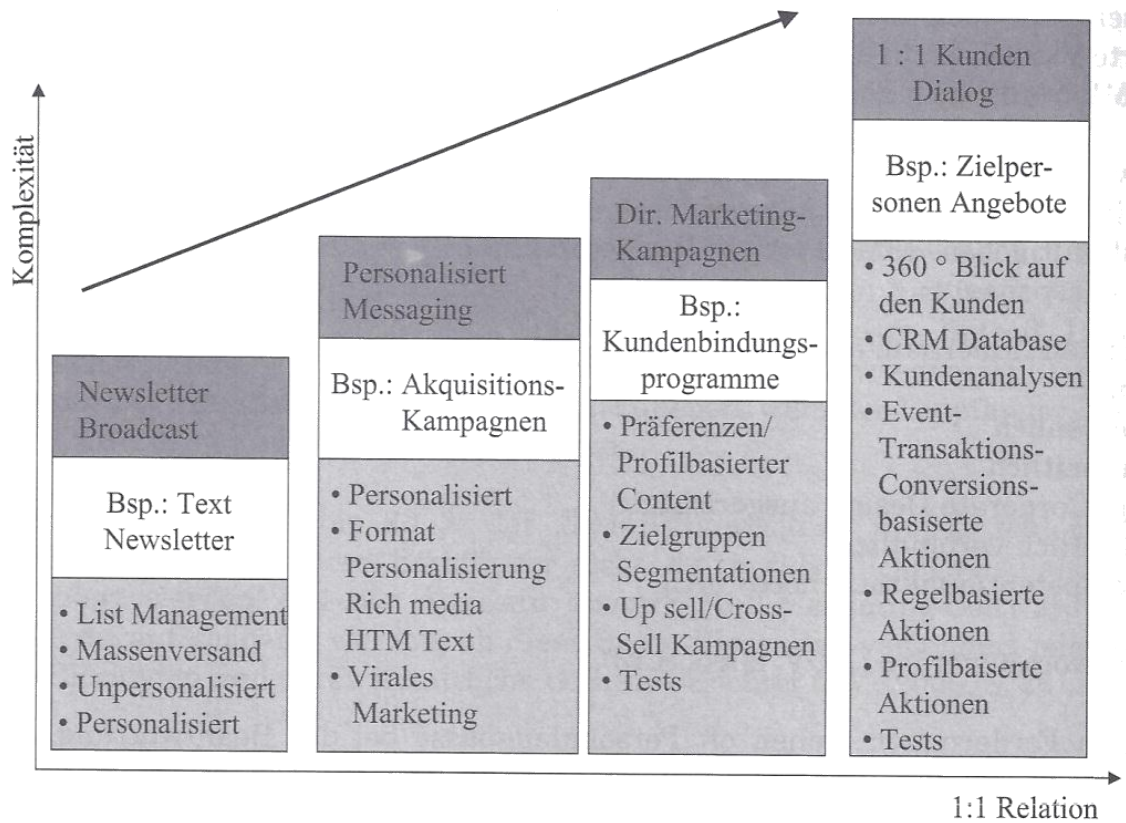 Komplexität
Newsletter
Broadcast
Bsp.: Text
Newsletter
• List Management
• Massenversand
• Unpersonalisiert
• Personalisiert
Personalisiert
Messaging
Bsp.: Akquisitions-
Kampagnen
• Personalisiert
• Format
Personalisierung
Rich media
HTM Text
• Virales
Marketing
Dir. Marketing-
Kampagnen
Bsp.:
Kundenbindungs-
programme
• Präferenzen/
Profilbasierter
Content
• Zielgruppen
Segmentationen
• Up sell/Cross-
Sell Kampagnen
• Tests
1 : 1 Kunden
Dialog
Bsp.: Zielper-
sonen Angebote
• 360 ° Blick auf
den Kunden
• CRM Database
• Kundenanalysen
• Event-
Transaktions-
Conversions-
basiserte
Aktionen
• Regelbasierte
Aktionen
• Profilbaiserte
Aktionen
• Tests
1:1 Relation